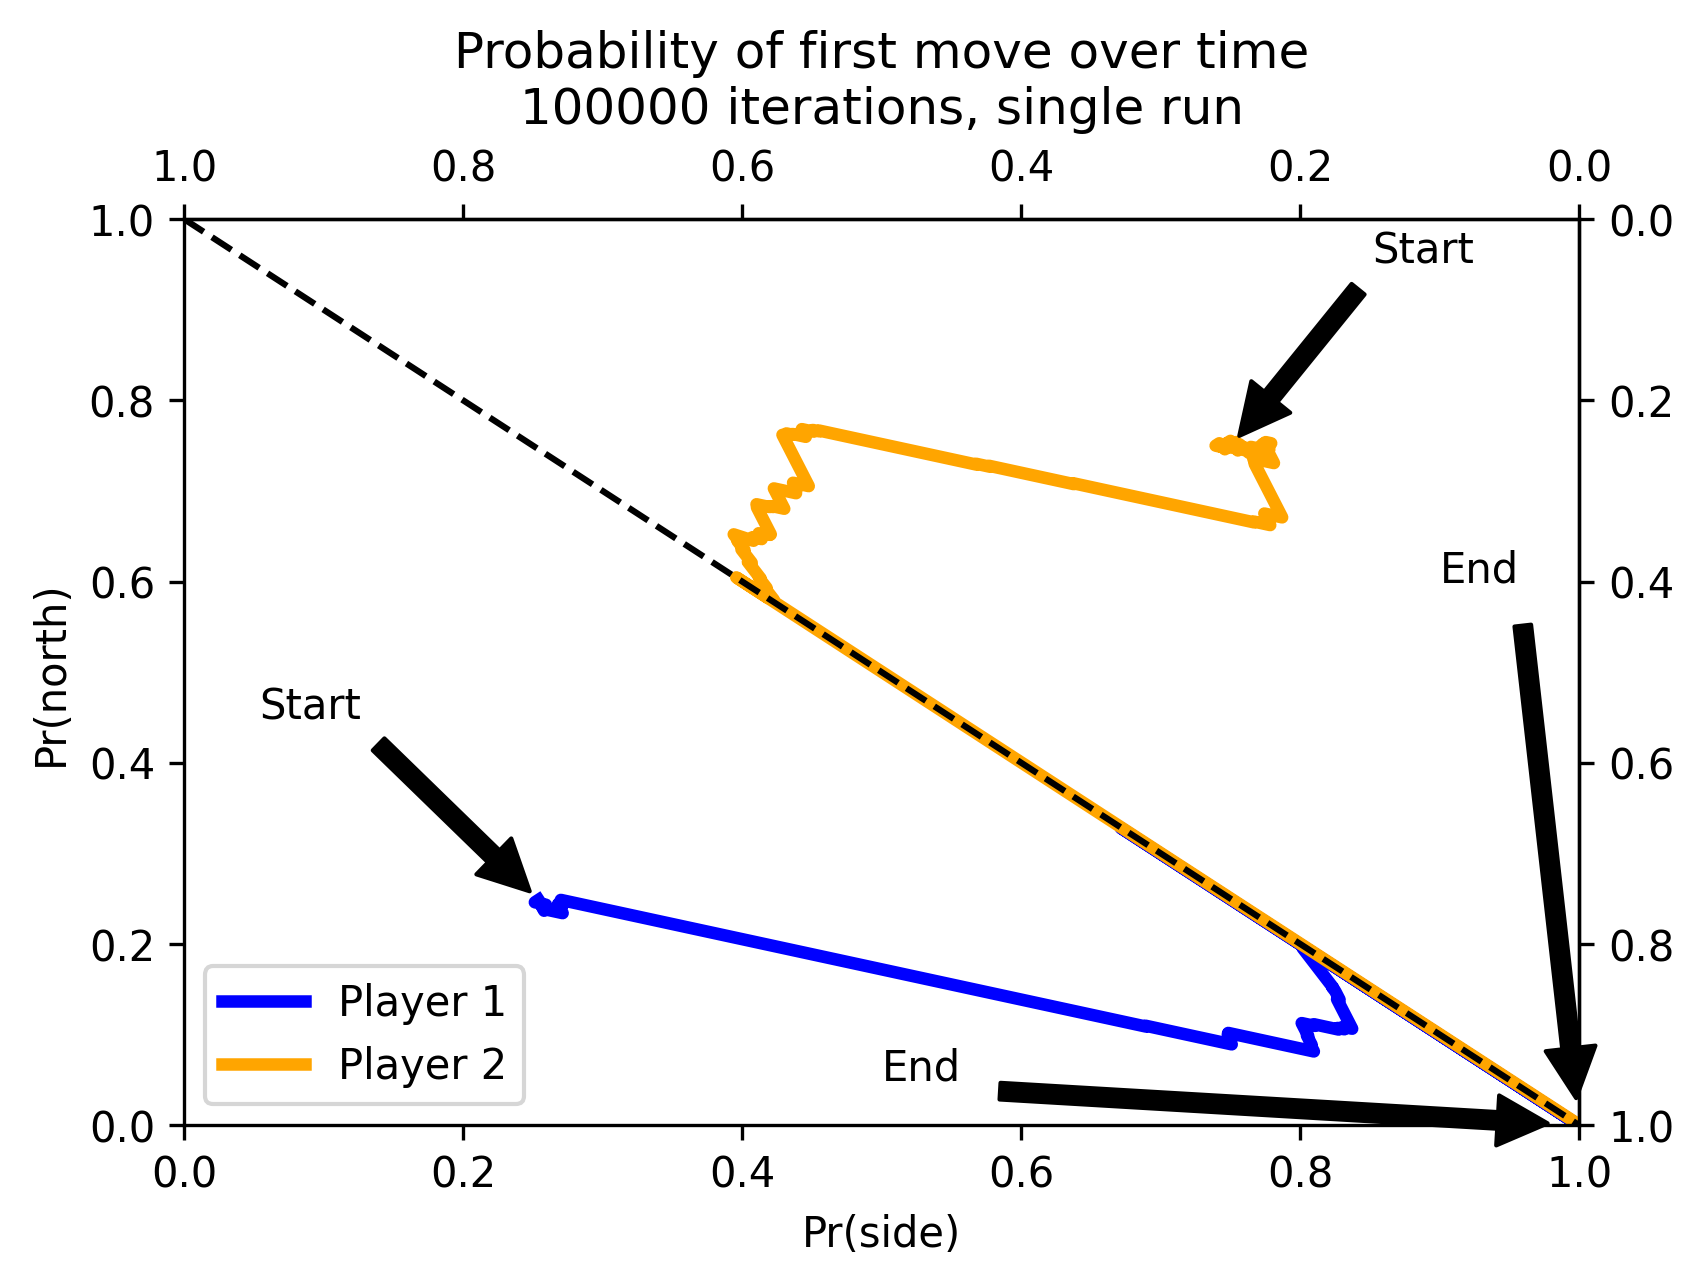 Probability of first move over time
100000 iterations, single run
1.0 0.8 0.6 0.4 0.2 0.0
1.0 0.0
Start
0.8 0.2
End
0.6 0.4
Pr(north)
Start
0.4 0.6
0.2 0.8
Player 1
Player 2
End
0.0 1.0
0.0 0.2 0.4 0.6 0.8 1.0
Pr(side)